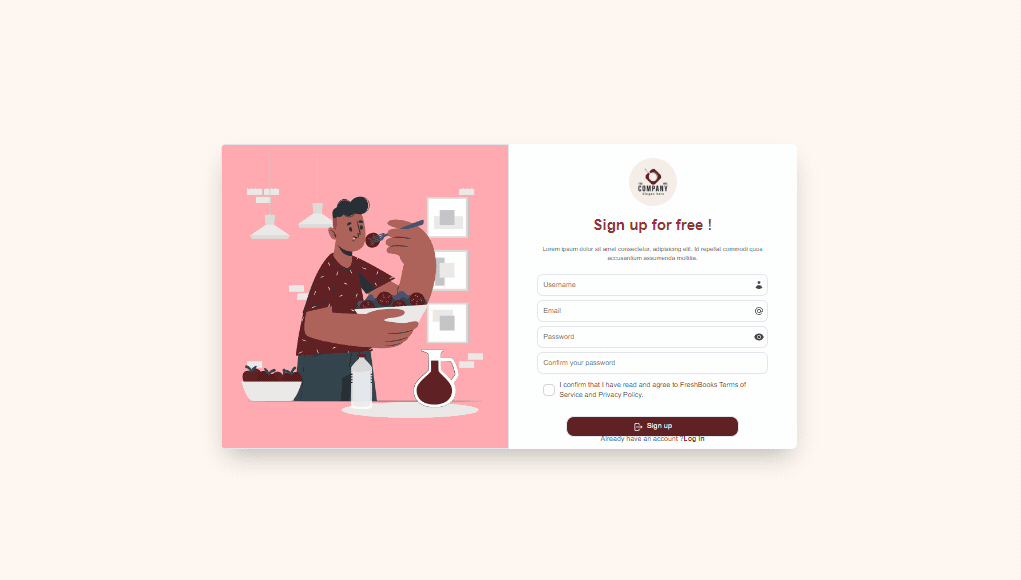 COMPANY
Slogan here
Sign up for free !
Lorem ipsum dolor sit amet consectetur, adipisicing elit. Id repellat commodi quos
accusantium assumenda mollitia.
Username
Email
Password
Confirm your password
I confirm that I have read and agree to FreshBooks Terms of
Service and Privacy Policy.
Sign up
Already have an account ?Log In